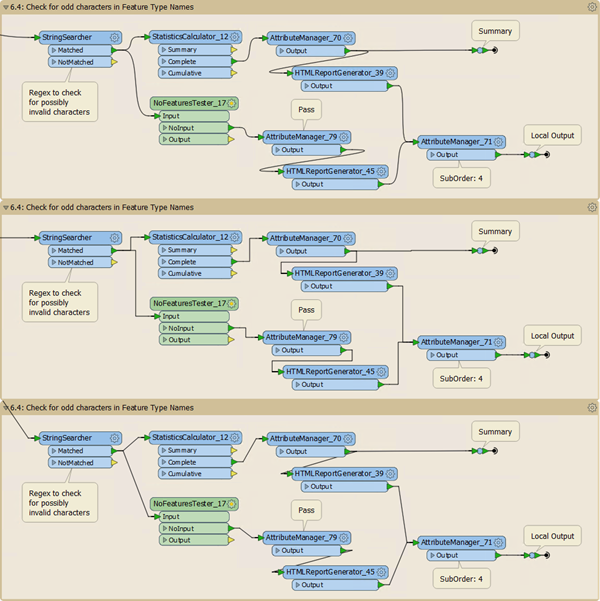 6.4: Check for odd characters in Feature Type Names
StringSearcher
Matched
NotMatched
Regex to check
for possibly
invalid characters
StatisticsCalculator_12
Summary
Complete
Cumulative
NoFeaturesTester_17
Input
NoInput
Output
AttributeManager_70
Output
HTMLReportGenerator_39
Output
Pass
AttributeManager_79
Output
HTMLReportGenerator_45
Output
Summary
AttributeManager_71
Output
SubOrder: 4
Local Output
6.4: Check for odd characters in Feature Type Names
StringSearcher
Matched
NotMatched
Regex to check
for possibly
invalid characters
StatisticsCalculator_12
Summary
Complete
Cumulative
NoFeaturesTester_17
Input
NoInput
Output
AttributeManager_70
Output
HTMLReportGenerator_39
Output
Pass
AttributeManager_79
Output
HTMLReportGenerator_45
Output
Summary
AttributeManager_71
Output
SubOrder: 4
Local Output
6.4: Check for odd characters in Feature Type Names
StringSearcher
Matched
NotMatched
Regex to check
for possibly
invalid characters
StatisticsCalculator_12
Summary
Complete
Cumulative
NoFeaturesTester_17
Input
NoInput
Output
AttributeManager_70
Output
HTMLReportGenerator_39
Output
Pass
AttributeManager_79
Output
HTMLReportGenerator_45
Output
Summary
AttributeManager_71
Output
SubOrder: 4
Local Output